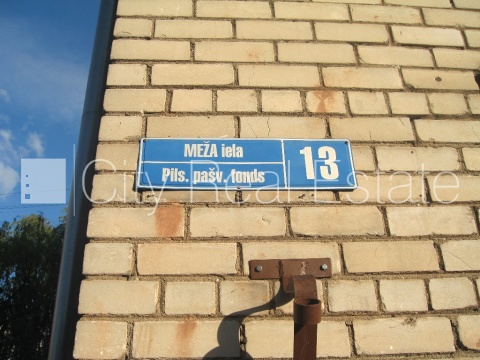 MEŽA iela
Pils. pašv. fonds
13
City Real Estate